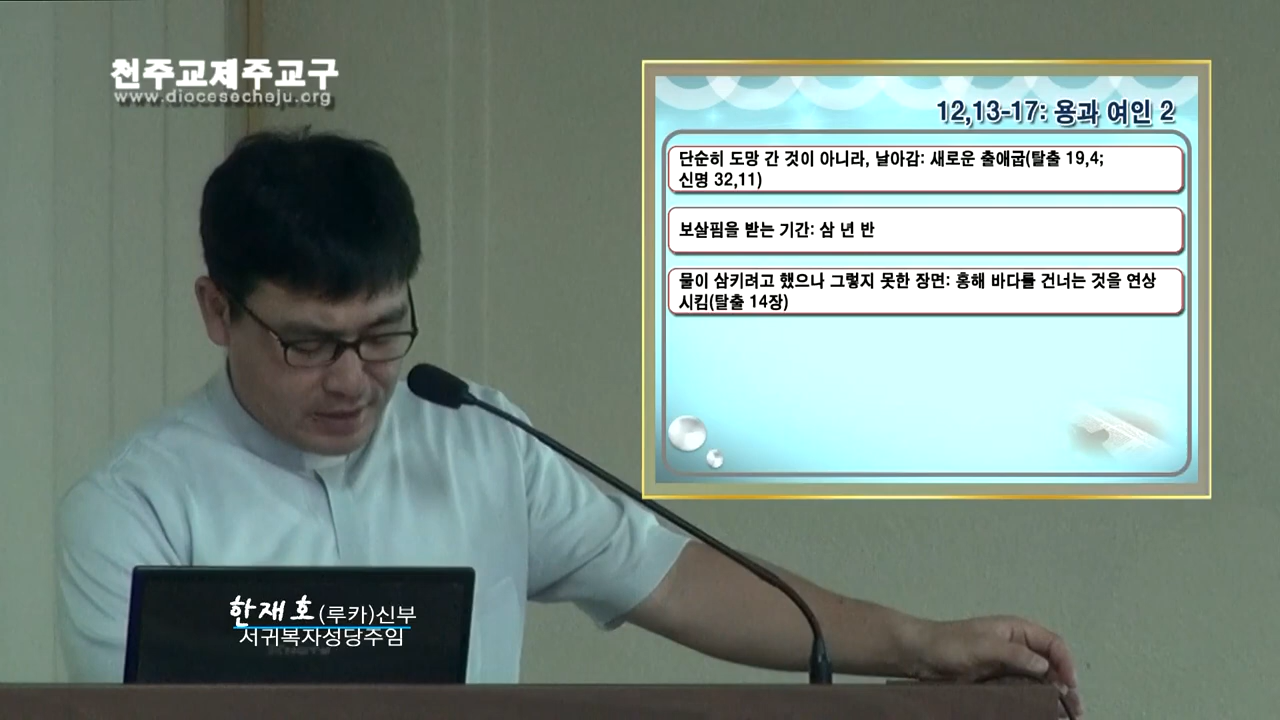 천주교제주교구
www.diocesecheju.org
12,13-17: 용과 여인 2
단순히 도망 간 것이 아니라, 날아감: 새로운 출애굽(탈출 19,4;
신명 32,11)
보살핌을 받는 기간: 삼 년 반
물이 삼키려고 했으나 그렇지 못한 장면: 홍해 바다를 건너는 것을 연상
시킴(탈출 14장)
한재호(루카)신부
서귀복자성당주임